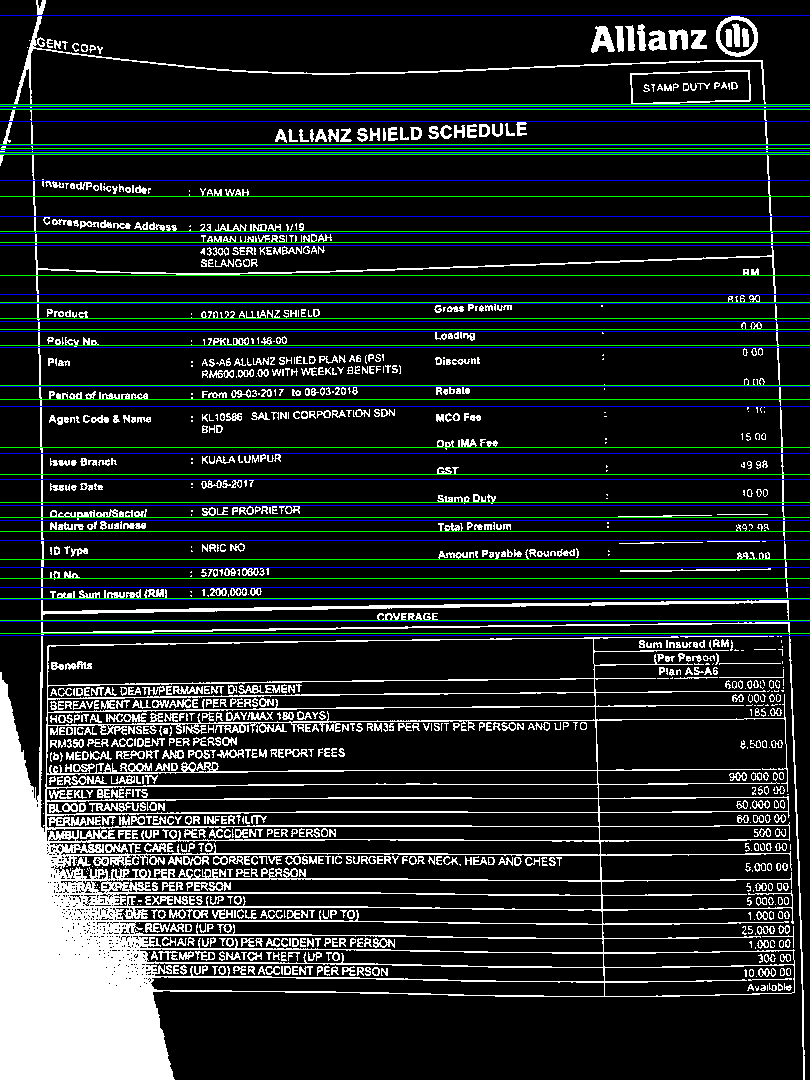 AGENT COPY
Allianz
STAMP DUTY PAID
ALLIANZ SHIELD SCHEDULE
Insured/Policyholder : YAM WAH
Correspondence Address : 23 JALAN INDAH 1/19
TAMAN UNIVERSITI INDAH
43300 SERI KEMBANGAN
SELANGOR
RM
Product : 070122 ALLIANZ SHIELD Gross Premium : 816.90
Policy No. : 17PKL0001146-00 Loading 0.00
Plan : AS-A6 ALLIANZ SHIELD PLAN A6 (PSI Discount : 0.00
RM600,000.00 WITH WEEKLY BENEFITS)
Period of Insurance : From 09-03-2017 to 08-03-2018 Rebate 0.00
Agent Code & Name : KL10586 SALTINI CORPORATION SDN MCO Fee : 1.10
BHD
Opt IMA Fee : 15.00
Issue Branch : KUALA LUMPUR GST : 49.98
Issue Date : 08-05-2017 Stamp Duty : 10.00
Occupation/Sector/ : SOLE PROPRIETOR
Nature of Business Total Premium : 892.98
ID Type : NRIC NO Amount Payable (Rounded) : 893.00
ID No. : 570109106031
Total Sum Insured (RM) : 1,200,000.00
COVERAGE
Benefits Sum Insured (RM)
(Per Person)
Plan AS-A6
ACCIDENTAL DEATH/PERMANENT DISABLEMENT 600,000.00
BEREAVEMENT ALLOWANCE (PER PERSON) 60,000.00
HOSPITAL INCOME BENEFIT (PER DAY/MAX 180 DAYS) 185.00
MEDICAL EXPENSES (a) SINSEH/TRADITIONAL TREATMENTS RM35 PER VISIT PER PERSON AND UP TO
RM350 PER ACCIDENT PER PERSON
(b) MEDICAL REPORT AND POST-MORTEM REPORT FEES 8,500.00
(c) HOSPITAL ROOM AND BOARD
PERSONAL LIABILITY 900,000.00
WEEKLY BENEFITS 250.00
BLOOD TRANSFUSION 60,000.00
PERMANENT IMPOTENCY OR INFERTILITY 60,000.00
AMBULANCE FEE (UP TO) PER ACCIDENT PER PERSON 500.00
COMPASSIONATE CARE (UP TO) 5,000.00
DENTAL CORRECTION AND/OR CORRECTIVE COSMETIC SURGERY FOR NECK, HEAD AND CHEST
(NAVEL UP) (UP TO) PER ACCIDENT PER PERSON 5,000.00
FUNERAL EXPENSES PER PERSON 5,000.00
BENEFIT - EXPENSES (UP TO) 5,000.00
DUE TO MOTOR VEHICLE ACCIDENT (UP TO) 1,000.00
- REWARD (UP TO) 25,000.00
WHEELCHAIR (UP TO) PER ACCIDENT PER PERSON 1,000.00
ATTEMPTED SNATCH THEFT (UP TO) 300.00
EXPENSES (UP TO) PER ACCIDENT PER PERSON 10,000.00
Available